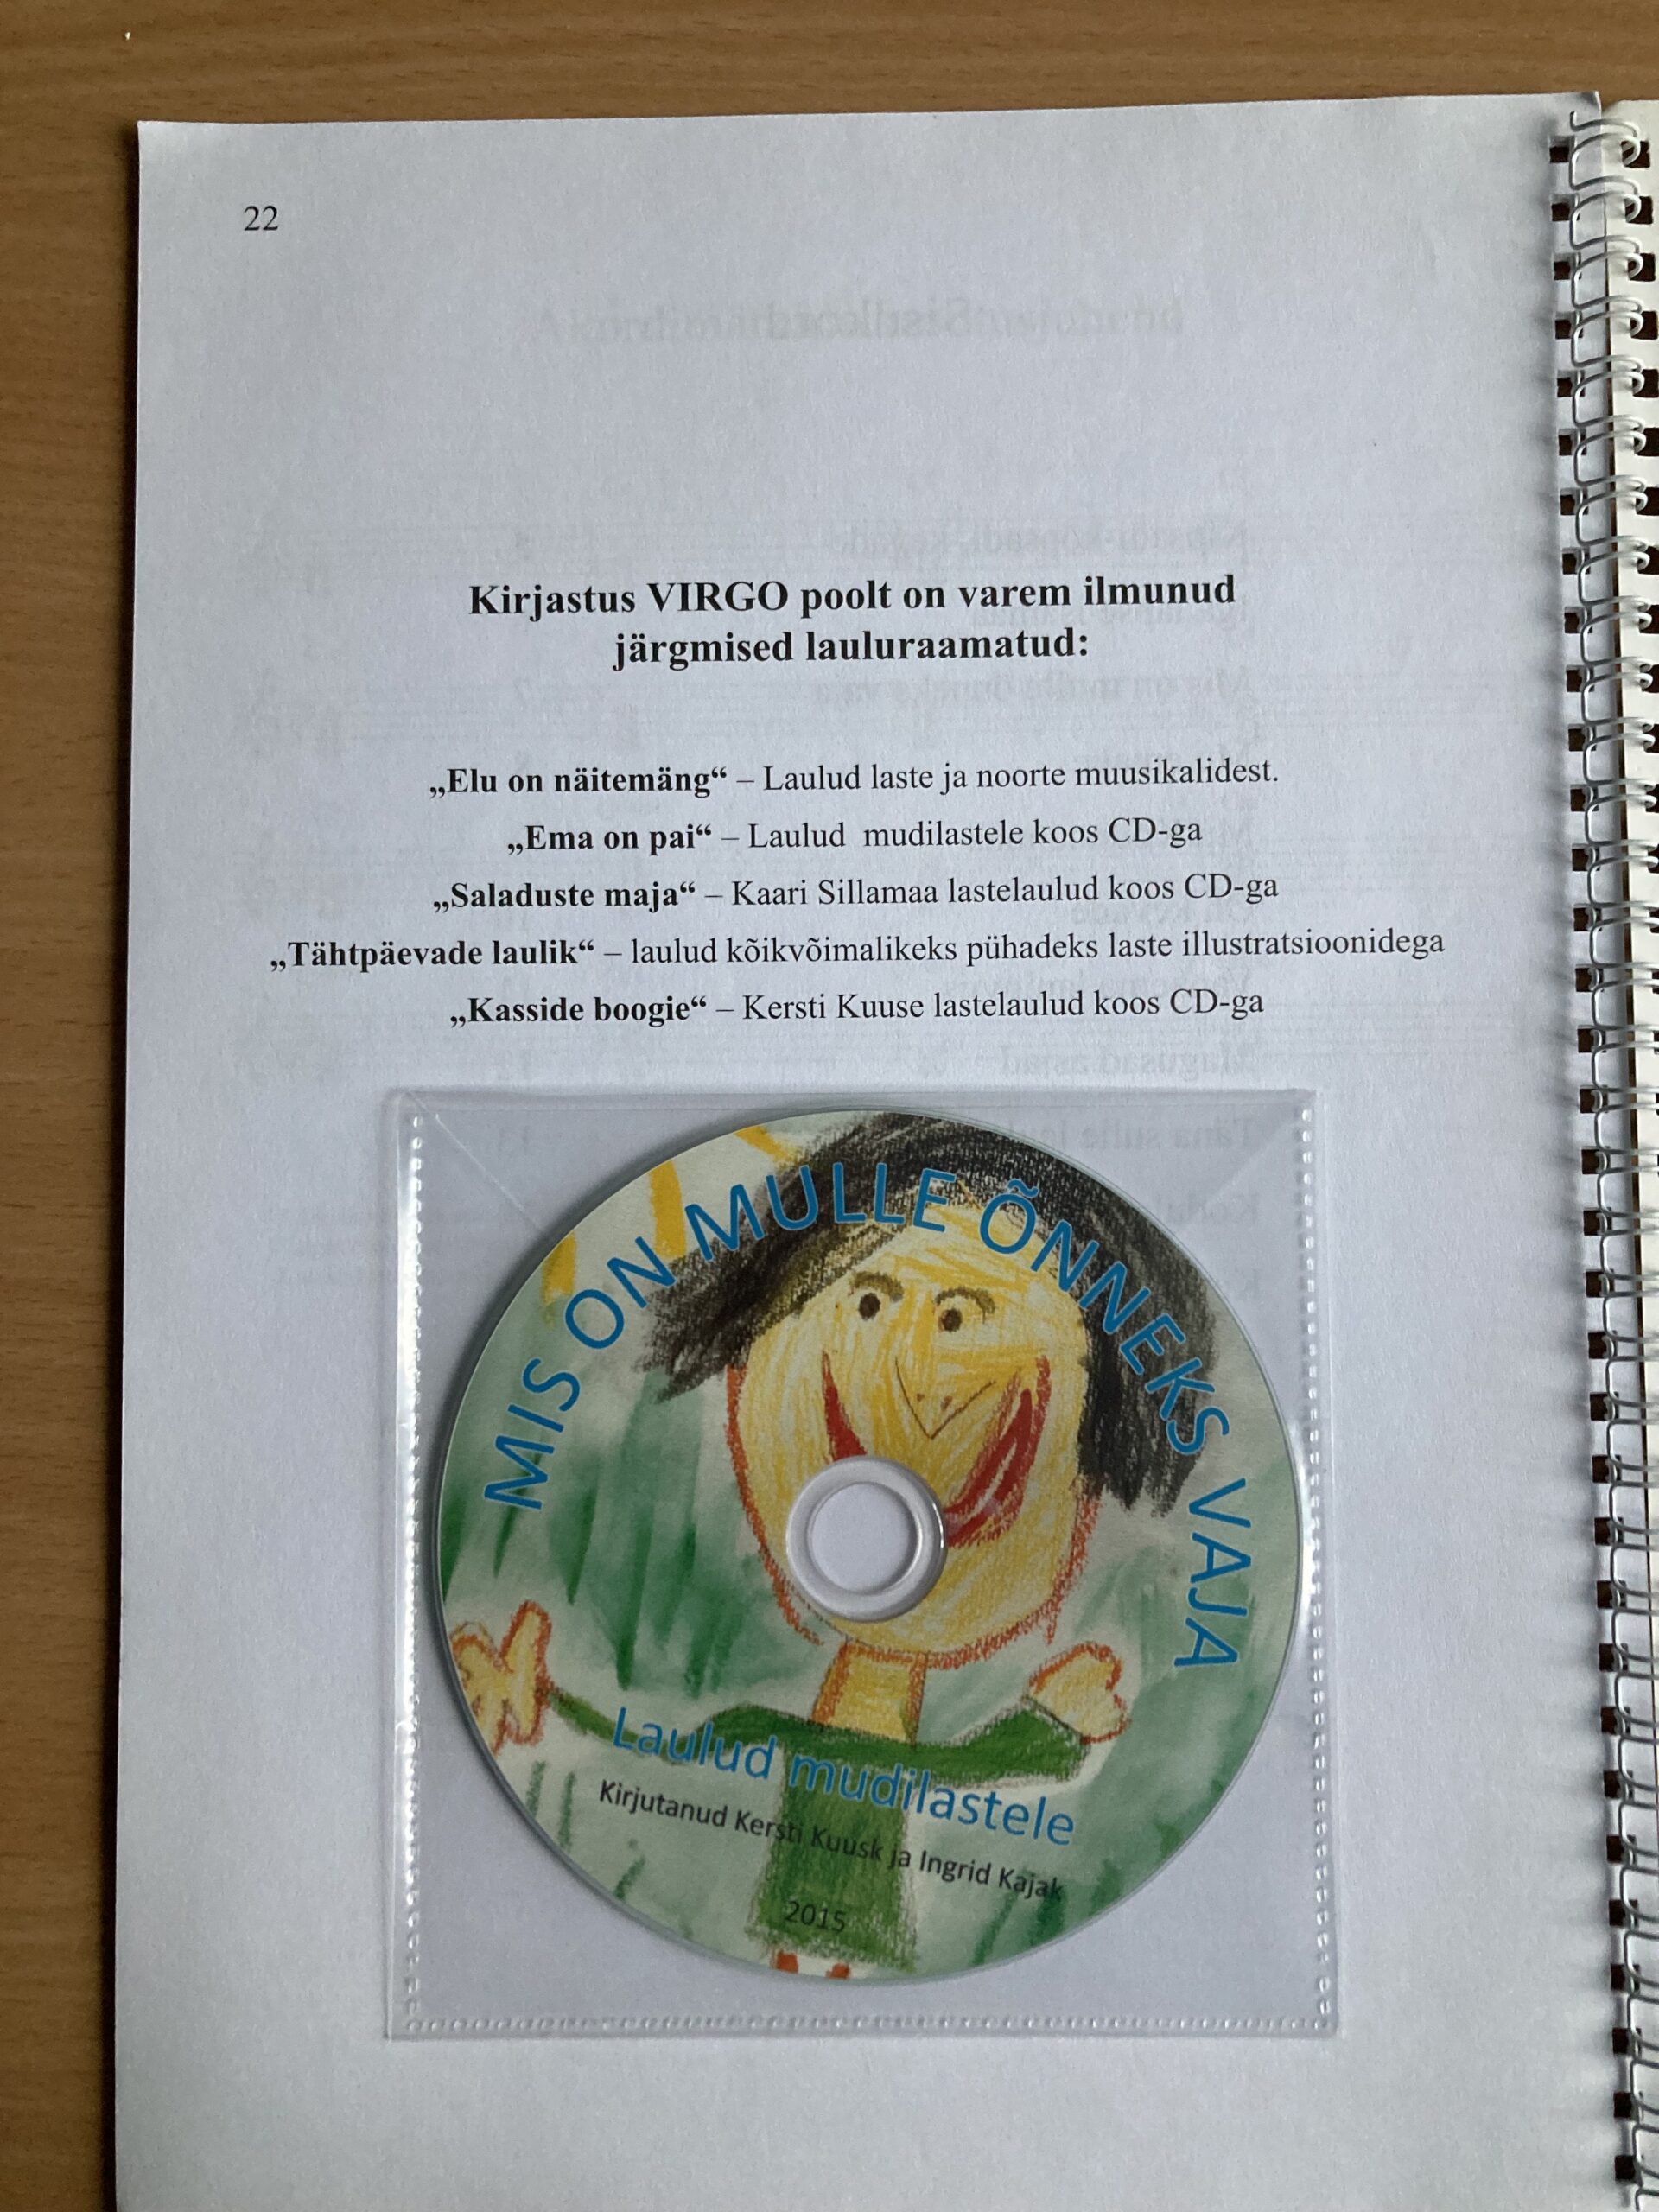 22
Kirjastus VIRGO poolt on varem ilmunud
järgmised lauluraamatud:
„Elu on näitemäng“ – Laulud laste ja noorte muusikalidest.
„Ema on pai“ – Laulud mudilastele koos CD-ga
„Saladuste maja“ – Kaari Sillamaa lastelaulud koos CD-ga
„Tähtpäevade laulik“ – laulud kõikvõimalikeks pühadeks laste illustratsioonidega
„Kasside boogie“ – Kersti Kuuse lastelaulud koos CD-ga
MIS ON MULLE ÕNNEKS VAJA
Laulud mudilastele
Kirjutanud Kersti Kuusk ja Ingrid Kajak
2015